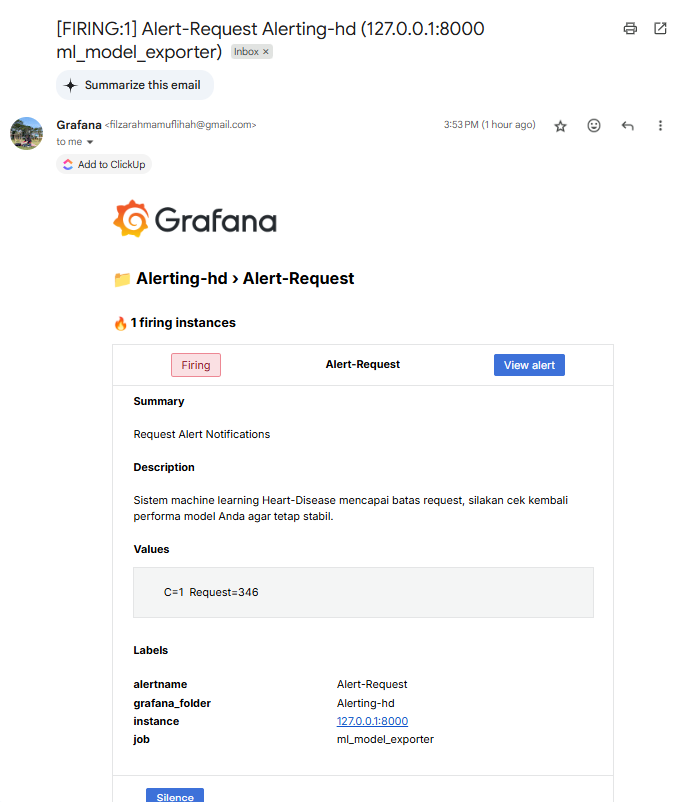 [FIRING:1] Alert-Request Alerting-hd (127.0.0.1:8000
ml_model_exporter) Inbox ×
Summarize this email
Grafana <filzarahmamuflihah@gmail.com> 3:53 PM (1 hour ago)
to me
Add to ClickUp
Grafana
Alerting-hd › Alert-Request
1 firing instances
Firing Alert-Request View alert
Summary
Request Alert Notifications
Description
Sistem machine learning Heart-Disease mencapai batas request, silakan cek kembali
performa model Anda agar tetap stabil.
Values
C=1 Request=346
Labels
alertname Alert-Request
grafana_folder Alerting-hd
instance 127.0.0.1:8000
job ml_model_exporter
Silence